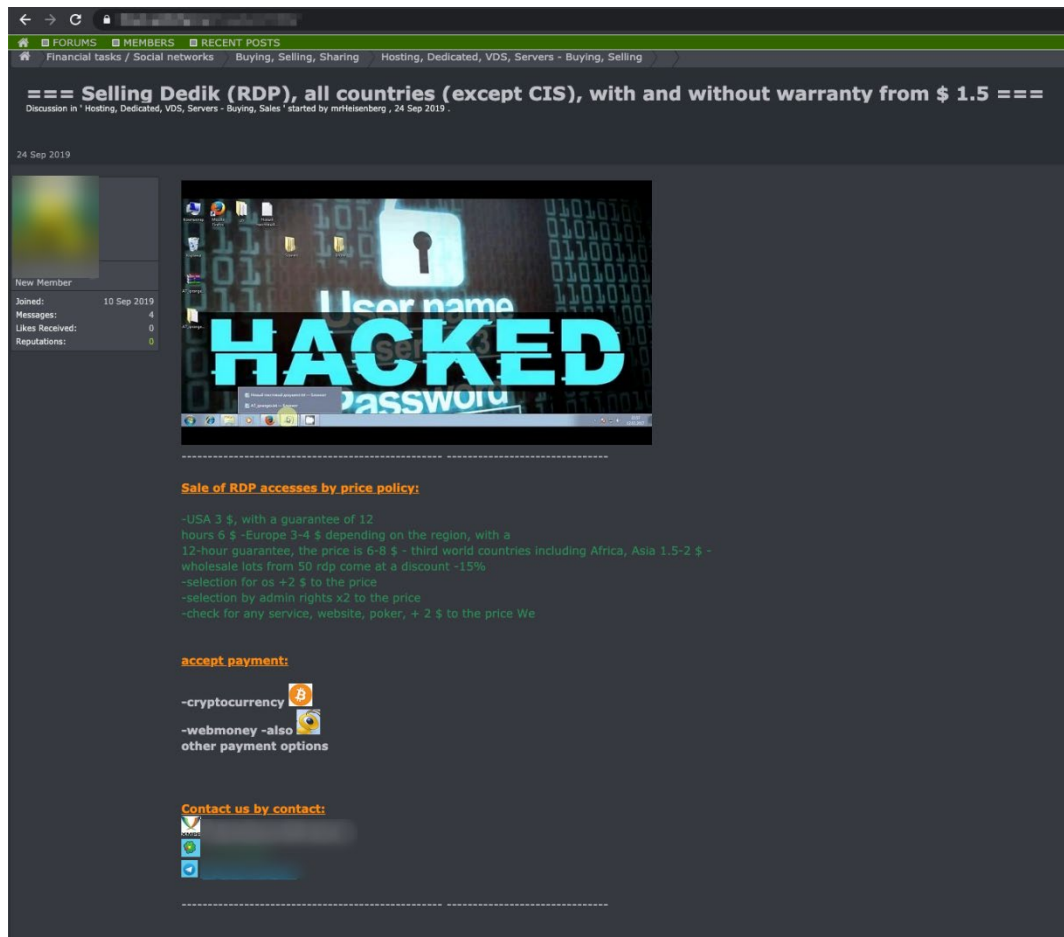 FORUMS MEMBERS RECENT POSTS
Financial tasks / Social networks Buying, Selling, Sharing Hosting, Dedicated, VDS, Servers - Buying, Selling
=== Selling Dedik (RDP), all countries (except CIS), with and without warranty from $ 1.5 ===
Discussion in ' Hosting, Dedicated, VDS, Servers - Buying, Sales ' started by mrHeisenberg , 24 Sep 2019 .
24 Sep 2019
New Member
Joined: 10 Sep 2019
Messages: 4
Likes Received: 0
Reputations: 0
User name
HACKED
Password
Sale of RDP accesses by price policy:
-USA 3 $, with a guarantee of 12
hours 6 $ -Europe 3-4 $ depending on the region, with a
12-hour guarantee, the price is 6-8 $ - third world countries including Africa, Asia 1.5-2 $ -
wholesale lots from 50 rdp come at a discount -15%
-selection for os +2 $ to the price
-selection by admin rights x2 to the price
-check for any service, website, poker, + 2 $ to the price We
accept payment:
-cryptocurrency
-webmoney -also
other payment options
Contact us by contact: